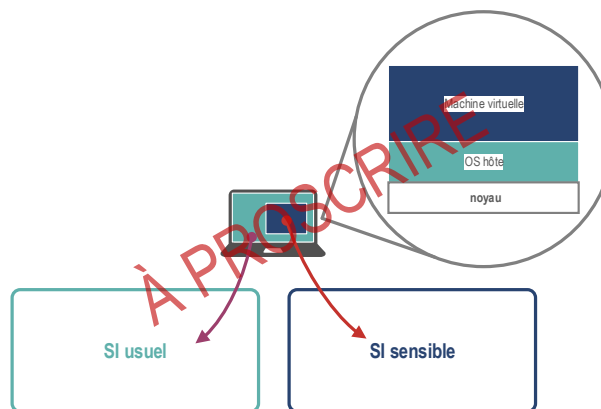 Machine virtuelle
OS hôte
noyau
À PROSCRIRE
SI usuel
SI sensible